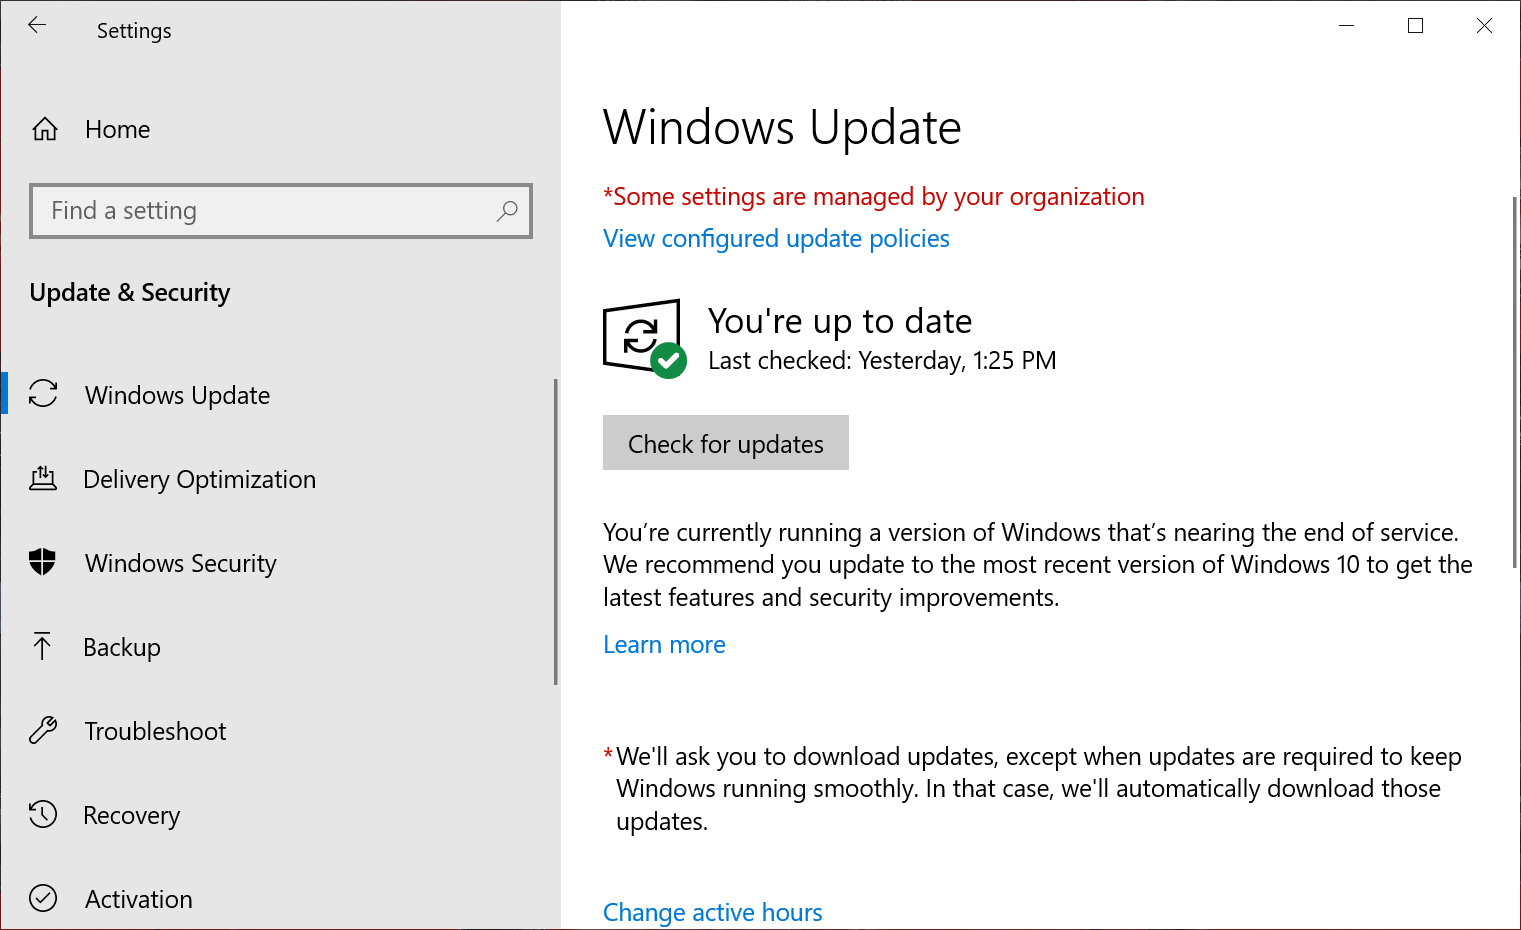 Settings
Home
Find a setting
Update & Security
Windows Update
Delivery Optimization
Windows Security
Backup
Troubleshoot
Recovery
Activation
Windows Update
*Some settings are managed by your organization
View configured update policies
You're up to date
Last checked: Yesterday, 1:25 PM
Check for updates
You’re currently running a version of Windows that’s nearing the end of service.
We recommend you update to the most recent version of Windows 10 to get the
latest features and security improvements.
Learn more
*We'll ask you to download updates, except when updates are required to keep
Windows running smoothly. In that case, we'll automatically download those
updates.
Change active hours